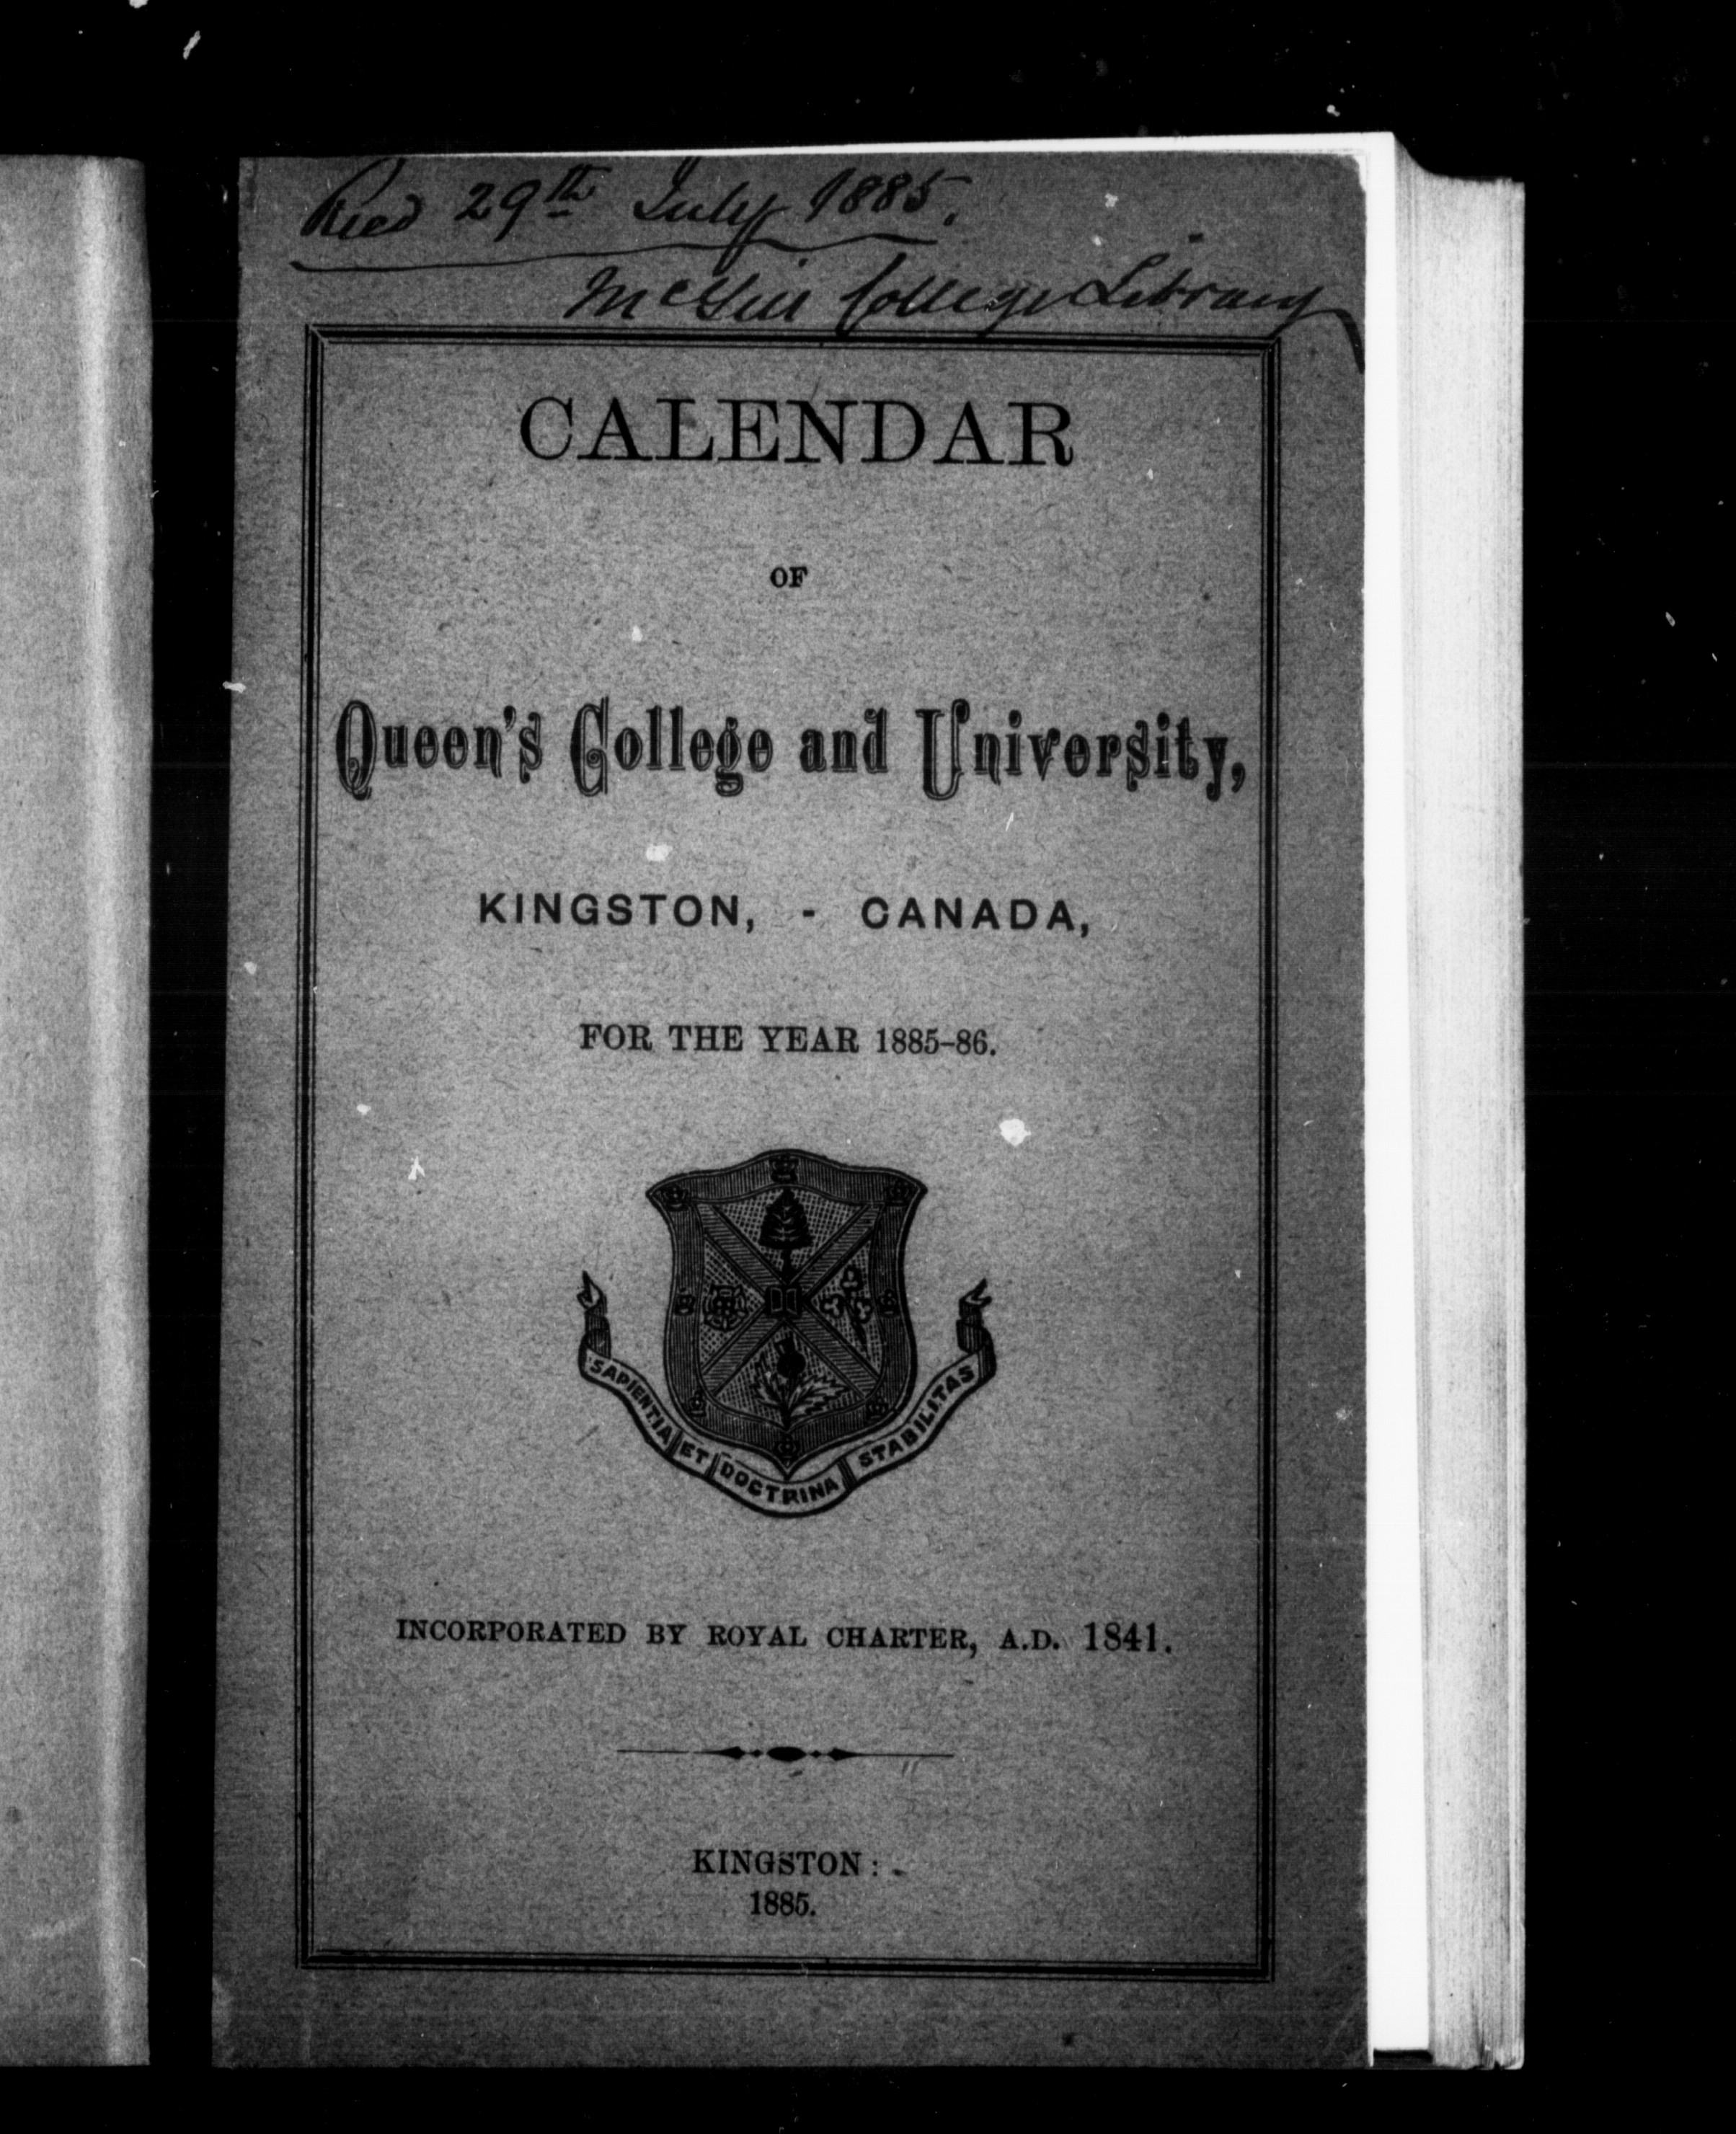 Recd 29th July 1885.
McGill College Library
CALENDAR
OF
Queen's College and University,
KINGSTON, - CANADA,
FOR THE YEAR 1885-86.
SAPIENTIA ET DOCTRINA STABILITAS
INCORPORATED BY ROYAL CHARTER, A.D. 1841.
KINGSTON:
1885.